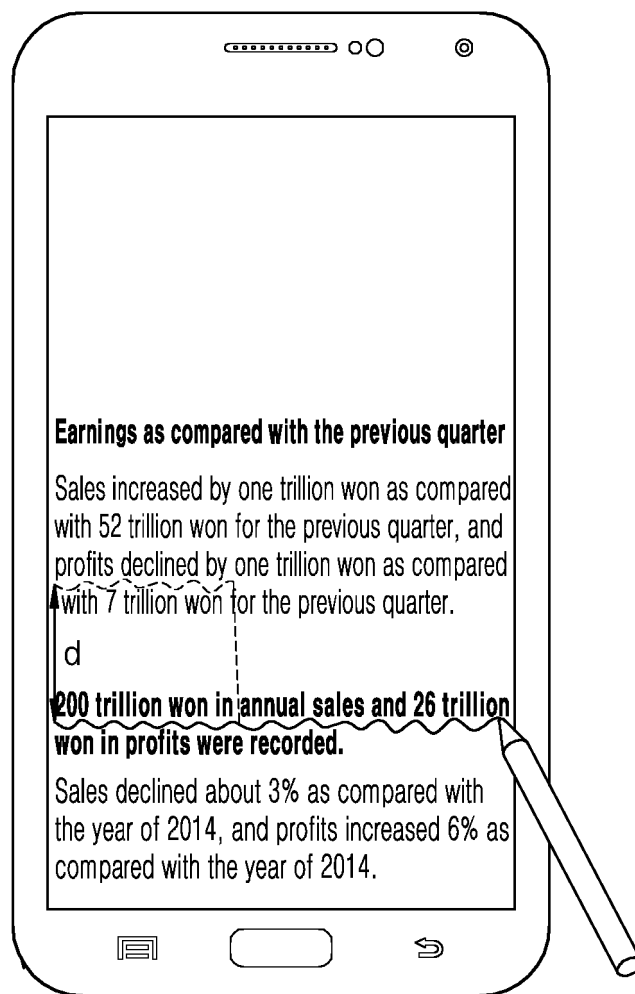 Earnings as compared with the previous quarter
Sales increased by one trillion won as compared
with 52 trillion won for the previous quarter, and
profits declined by one trillion won as compared
with 7 trillion won for the previous quarter.
d
200 trillion won in annual sales and 26 trillion
won in profits were recorded.
Sales declined about 3% as compared with
the year of 2014, and profits increased 6% as
compared with the year of 2014.